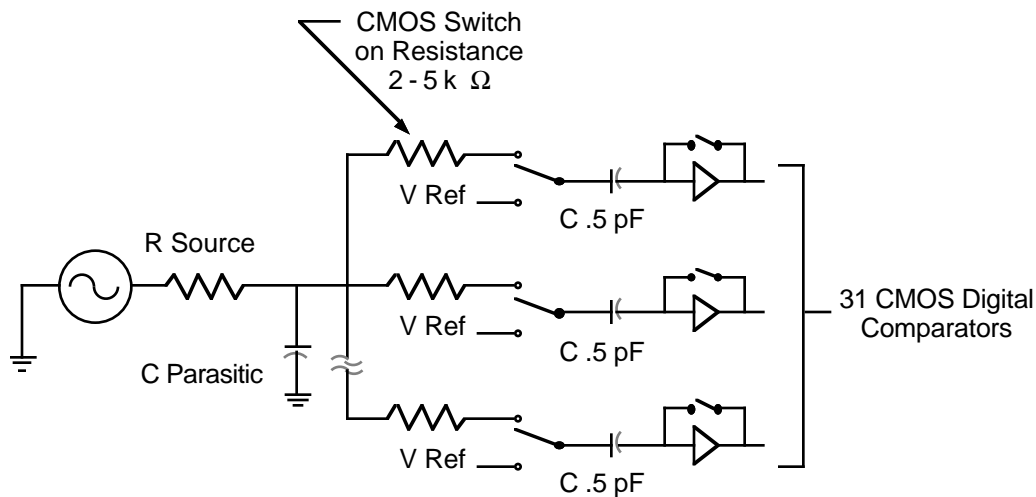 CMOS Switch
on Resistance
2 - 5 k Ω
V Ref
C .5 pF
R Source
V Ref
C .5 pF
31 CMOS Digital
Comparators
C Parasitic
V Ref
C .5 pF